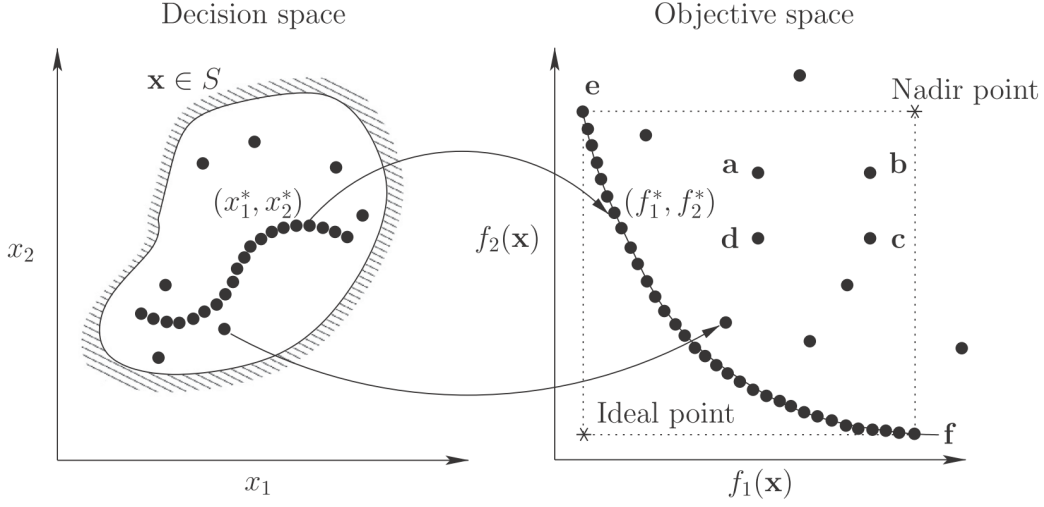 Decision space
x ∈ S
(x₁*, x₂*)
x₂
x₁
Objective space
e
Nadir point
a
b
(f₁*, f₂*)
f₂(x)
d
c
Ideal point
f
f₁(x)